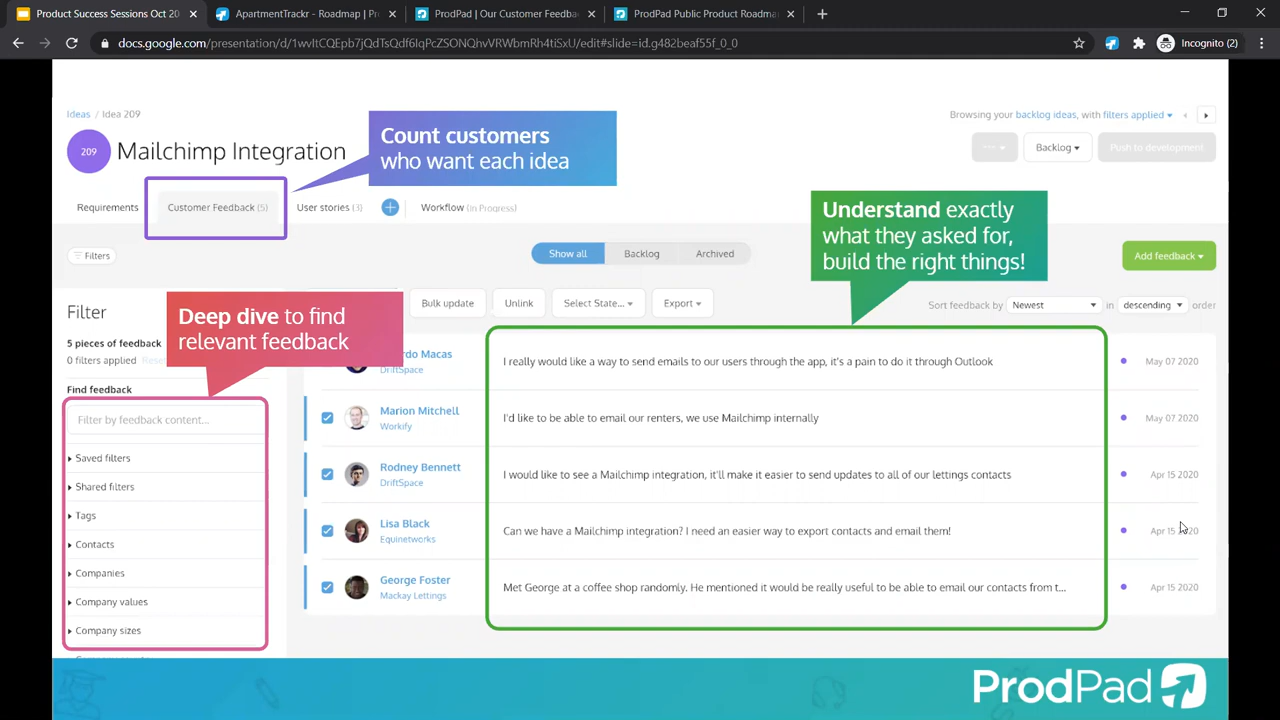 Product Success Sessions Oct 20
ApartmentTrackr - Roadmap | Pr
ProdPad | Our Customer Feedba
ProdPad Public Product Roadma
docs.google.com/presentation/d/1wvItCQEpb7jQdTsQdf6IqPcZSONQhvVRWbmRh4tiSxU/edit#slide=id.g482beaf55f_0_0
Incognito (2)
Ideas / Idea 209
Browsing your backlog ideas, with filters applied
209
Mailchimp Integration
Count customers
who want each idea
Backlog
Push to development
Requirements
Customer Feedback (5)
User stories (3)
Workflow (In Progress)
Understand exactly
what they asked for,
build the right things!
Filters
Show all
Backlog
Archived
Add feedback
Filter
Deep dive to find
relevant feedback
Bulk update
Unlink
Select State...
Export
Sort feedback by
Newest
in
descending
order
5 pieces of feedback
0 filters applied
Find feedback
Filter by feedback content...
Saved filters
Shared filters
Tags
Contacts
Companies
Company values
Company sizes
rdo Macas
DriftSpace
I really would like a way to send emails to our users through the app, it's a pain to do it through Outlook
May 07 2020
Marion Mitchell
Workify
I'd like to be able to email our renters, we use Mailchimp internally
May 07 2020
Rodney Bennett
DriftSpace
I would like to see a Mailchimp integration, it'll make it easier to send updates to all of our lettings contacts
Apr 15 2020
Lisa Black
Equinetworks
Can we have a Mailchimp integration? I need an easier way to export contacts and email them!
Apr 15 2020
George Foster
Mackay Lettings
Met George at a coffee shop randomly. He mentioned it would be really useful to be able to email our contacts from t...
Apr 15 2020
ProdPad